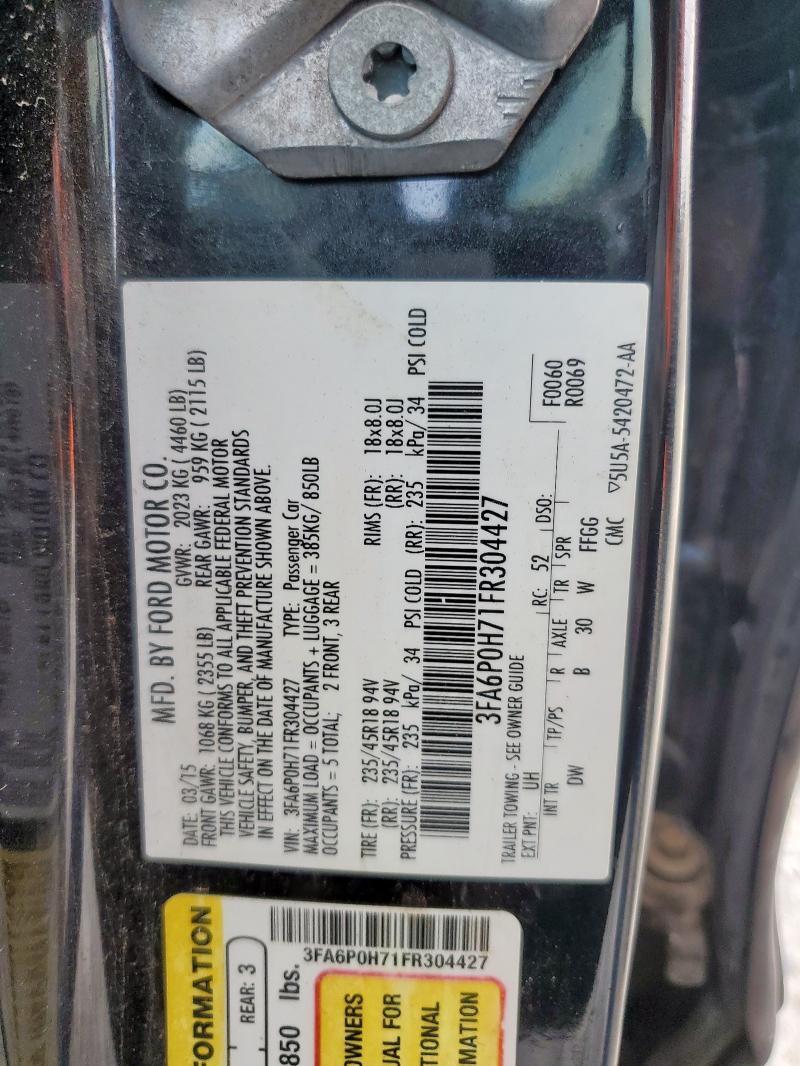 MFD. BY FORD MOTOR CO.
DATE: 03/15 GVWR: 2023 KG ( 4460 LB)
FRONT GAWR: 1068 KG ( 2355 LB) REAR GAWR: 959 KG ( 2115 LB)
THIS VEHICLE CONFORMS TO ALL APPLICABLE FEDERAL MOTOR
VEHICLE SAFETY, BUMPER, AND THEFT PREVENTION STANDARDS
IN EFFECT ON THE DATE OF MANUFACTURE SHOWN ABOVE.
VIN: 3FA6P0H71FR304427 TYPE: Passenger Car
MAXIMUM LOAD = OCCUPANTS + LUGGAGE = 385KG/ 850LB
OCCUPANTS = 5 TOTAL; 2 FRONT, 3 REAR
TIRE (FR): 235/45R18 94V RIMS (FR): 18x8.0J
(RR): 235/45R18 94V (RR): 18x8.0J
PRESSURE (FR): 235 kPa/ 34 PSI COLD (RR): 235 kPa/ 34 PSI COLD
3FA6P0H71FR304427
TRAILER TOWING - SEE OWNER GUIDE
EXT PNT: UH RC: 52 DSO:
F0060
R0069
INT TR TP/PS R AXLE TR SPR
DW B 30 W FFGG
CMC ▽5U5A-5420472-AA
FORMATION
REAR: 3
850 lbs.
3FA6P0H71FR304427
OWNERS
UAL FOR
TIONAL
MATION